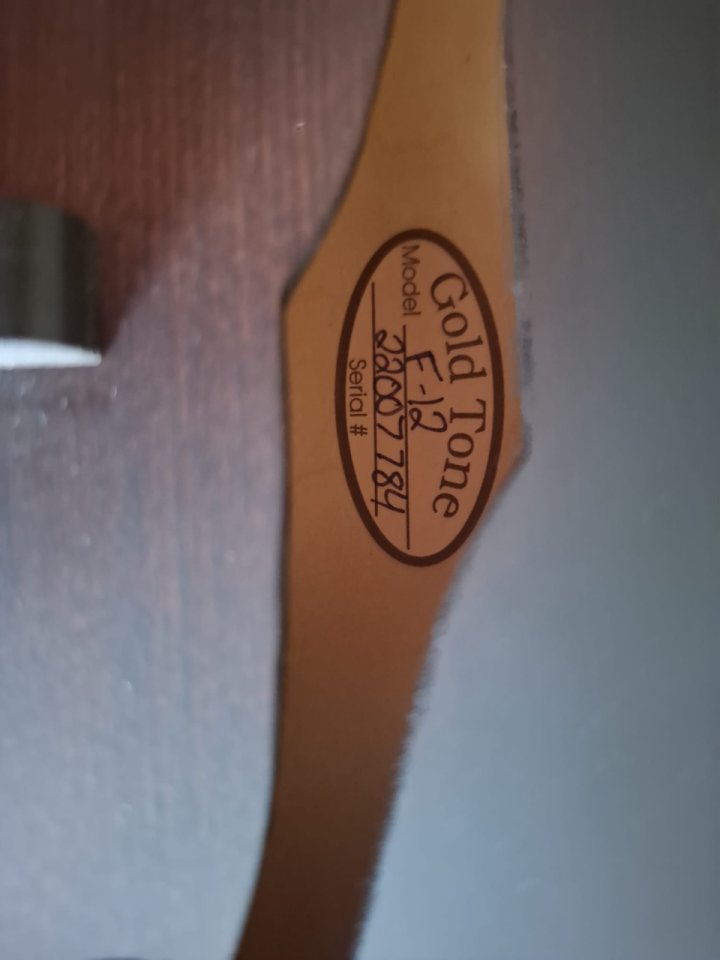 Gold Tone
Model F-12
22007784
Serial #